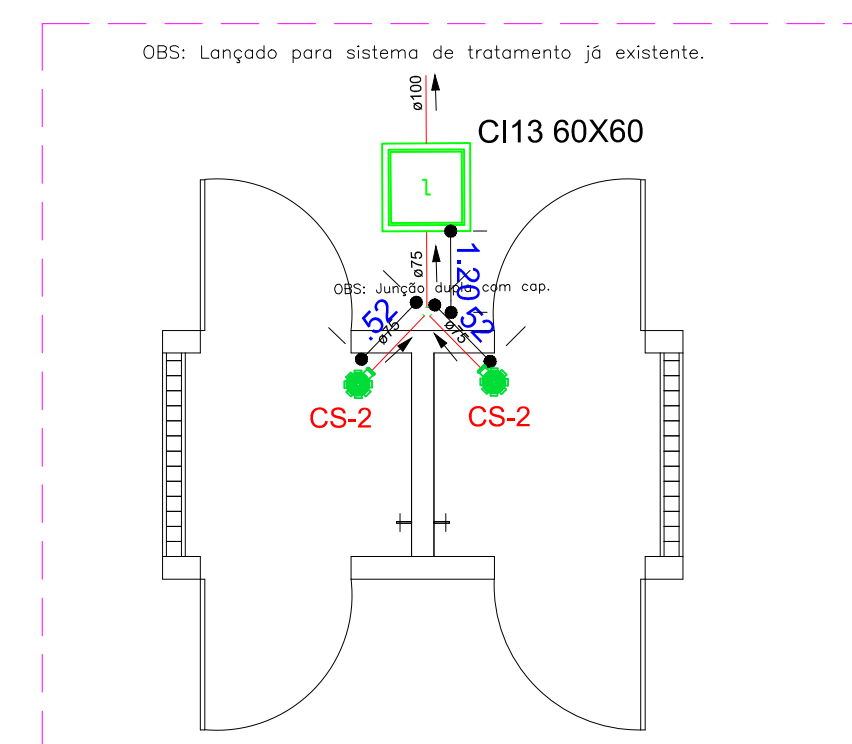 OBS: Lançado para sistema de tratamento já existente.
ø100
CI13 60X60
1
ø75
1.20
OBS: Junção dupla com cap.
.52
ø75
.52
ø75
CS-2
CS-2